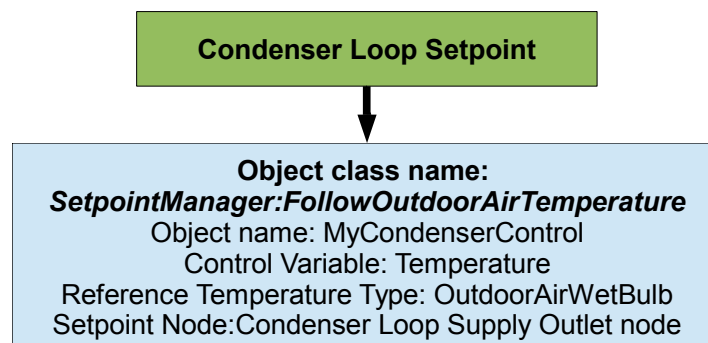 Condenser Loop Setpoint
Object class name:
SetpointManager:FollowOutdoorAirTemperature
Object name: MyCondenserControl
Control Variable: Temperature
Reference Temperature Type: OutdoorAirWetBulb
Setpoint Node:Condenser Loop Supply Outlet node